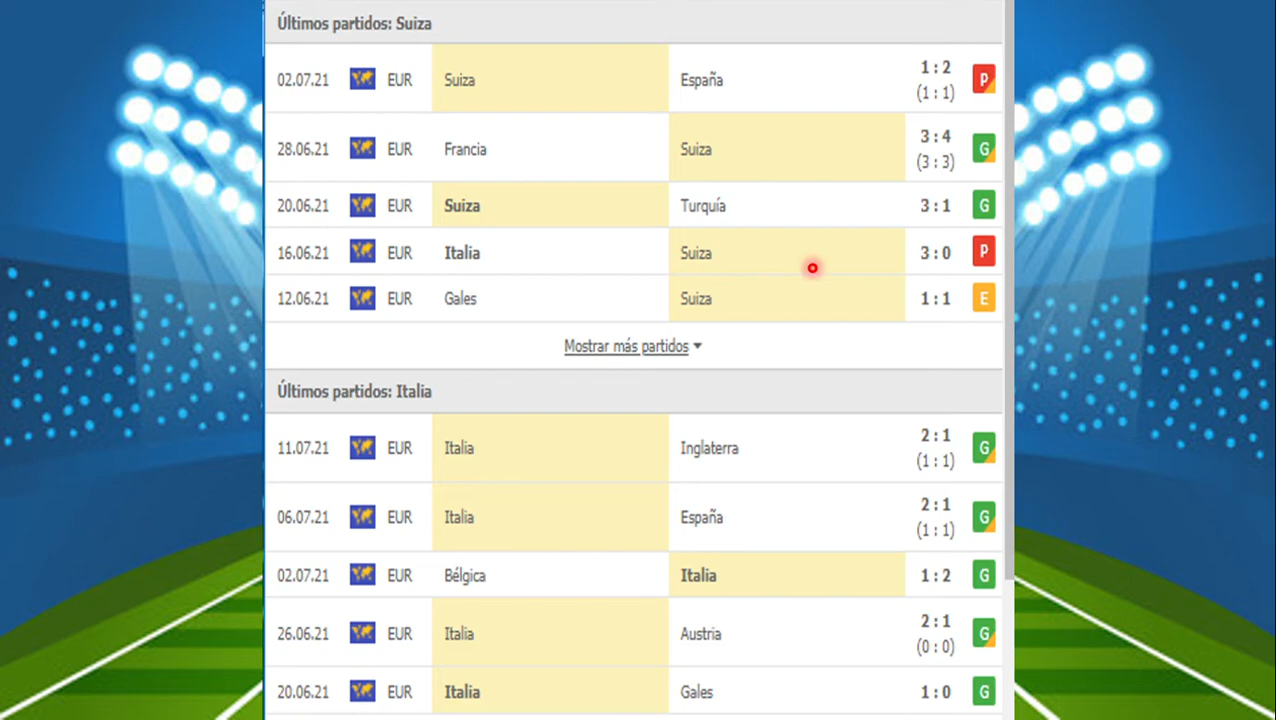 Últimos partidos: Suiza
02.07.21 EUR Suiza España 1 : 2 (1 : 1) P
28.06.21 EUR Francia Suiza 3 : 4 (3 : 3) G
20.06.21 EUR Suiza Turquía 3 : 1 G
16.06.21 EUR Italia Suiza 3 : 0 P
12.06.21 EUR Gales Suiza 1 : 1 E
Mostrar más partidos
Últimos partidos: Italia
11.07.21 EUR Italia Inglaterra 2 : 1 (1 : 1) G
06.07.21 EUR Italia España 2 : 1 (1 : 1) G
02.07.21 EUR Bélgica Italia 1 : 2 G
26.06.21 EUR Italia Austria 2 : 1 (0 : 0) G
20.06.21 EUR Italia Gales 1 : 0 G